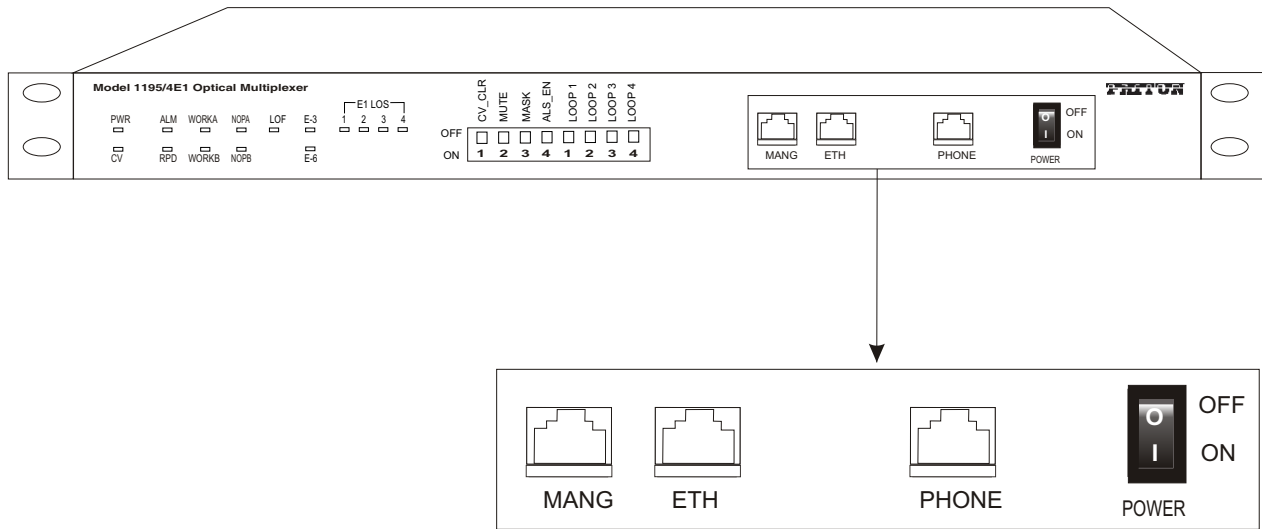 Model 1195/4E1 Optical Multiplexer
PWR ALM WORKA NOPA LOF E-3
CV RPD WORKB NOPB E-6
E1 LOS
1 2 3 4
CV_CLR
MUTE
MASK
ALS_EN
LOOP 1
LOOP 2
LOOP 3
LOOP 4
OFF
ON 1 2 3 4 1 2 3 4
MANG ETH PHONE
O OFF
I ON
POWER
PATTON
MANG ETH PHONE
O OFF
I ON
POWER